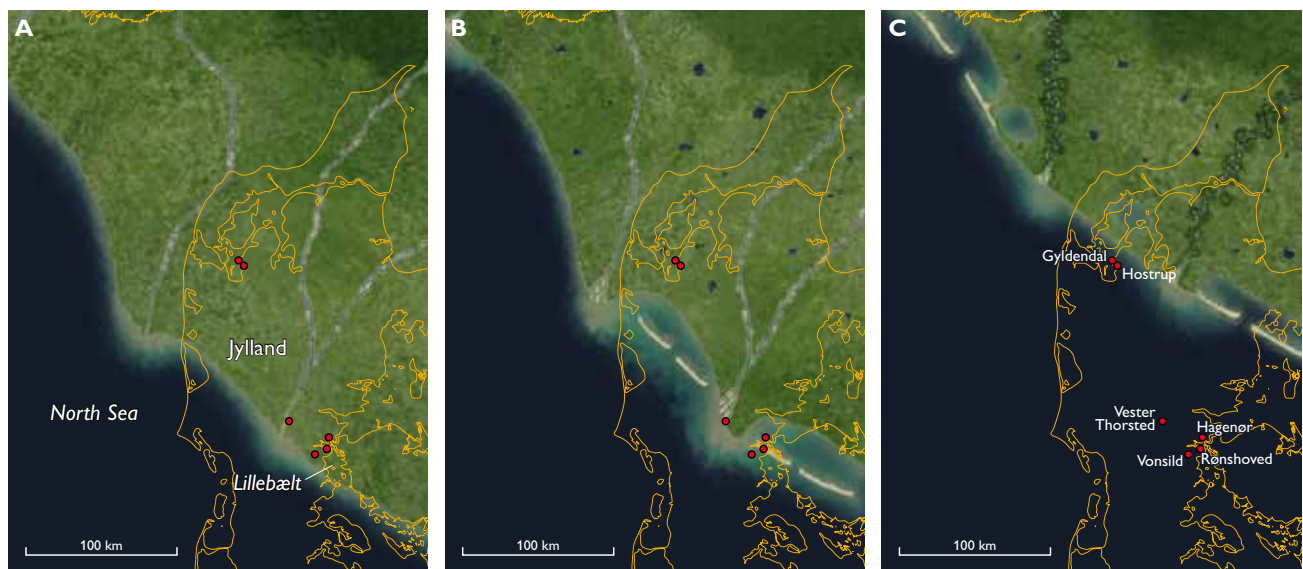 A
Jylland
North Sea
Lillebælt
100 km
B
100 km
C
Gyldendal
Hostrup
Vester
Thorsted
Hagenør
Vonsild
Rønshoved
100 km